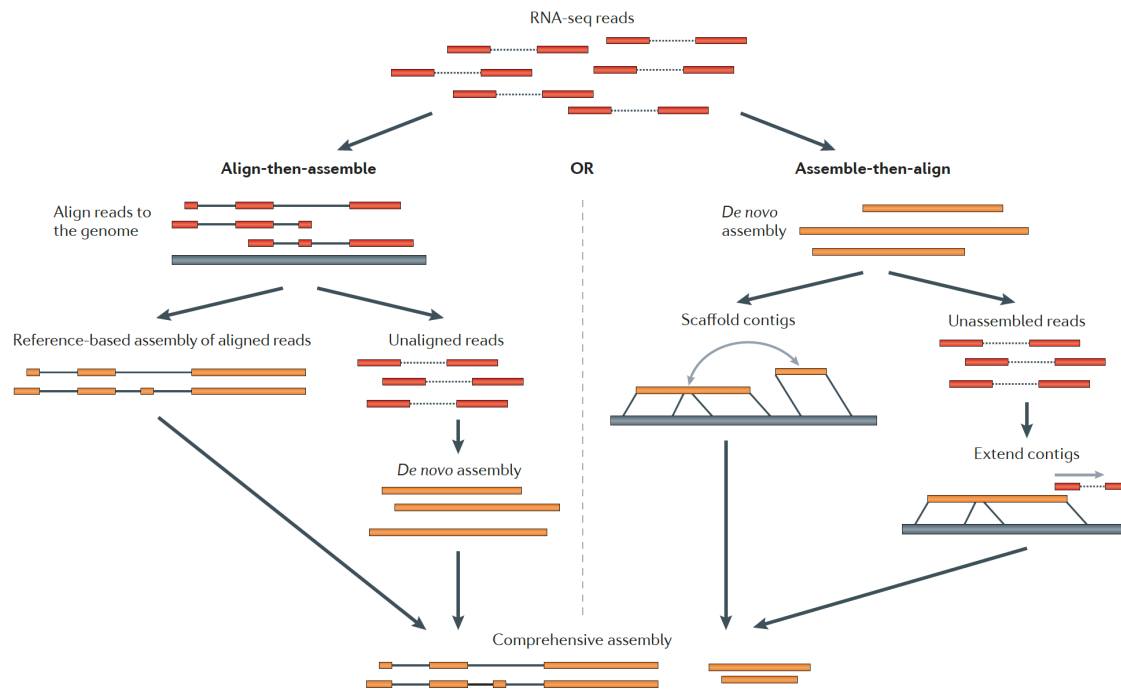 RNA-seq reads
Align-then-assemble
OR
Assemble-then-align
Align reads to
the genome
De novo
assembly
Reference-based assembly of aligned reads
Unaligned reads
Scaffold contigs
Unassembled reads
De novo assembly
Extend contigs
Comprehensive assembly